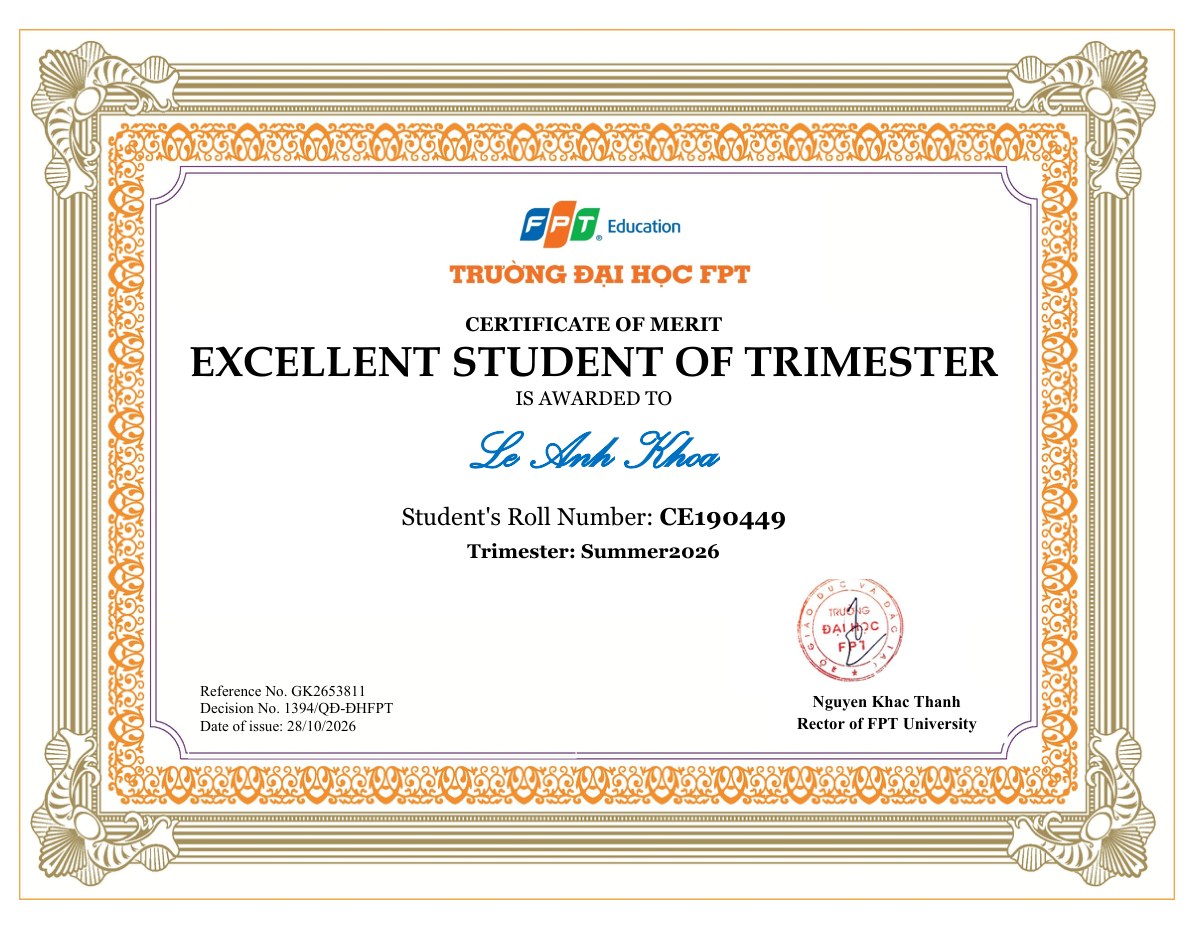 FPT® Education
TRƯỜNG ĐẠI HỌC FPT
CERTIFICATE OF MERIT
EXCELLENT STUDENT OF TRIMESTER
IS AWARDED TO
Le Anh Khoa
Student's Roll Number: CE190449
Trimester: Summer2026
TRƯỜNG
ĐẠI HỌC
FPT
Reference No. GK2653811
Decision No. 1394/QĐ-ĐHFPT
Date of issue: 28/10/2026
Nguyen Khac Thanh
Rector of FPT University